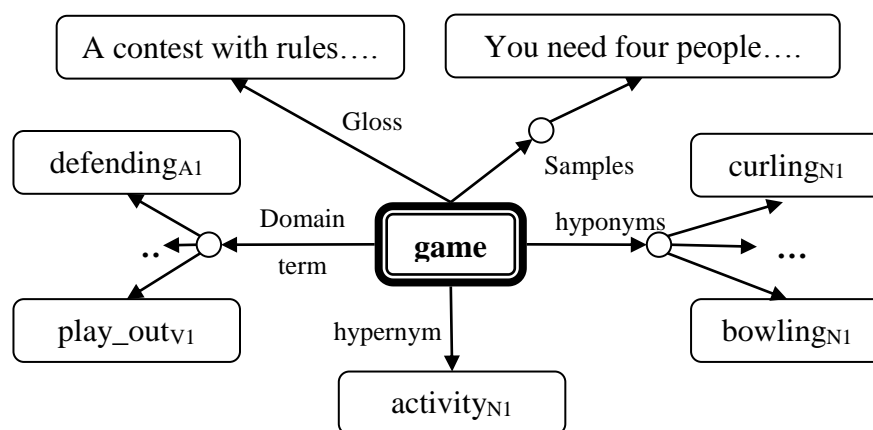 A contest with rules….
You need four people….
Gloss
Samples
defendingA1
curlingN1
Domain
term
game
hyponyms
..
...
play_outV1
hypernym
bowlingN1
activityN1